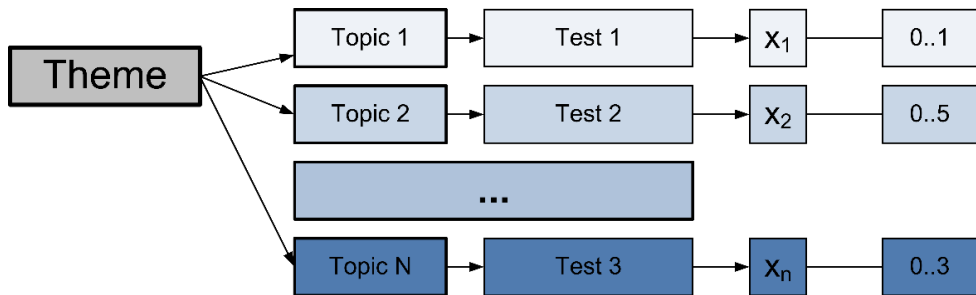 Theme
Topic 1 Test 1 x₁ 0..1
Topic 2 Test 2 x₂ 0..5
...
Topic N Test 3 xₙ 0..3